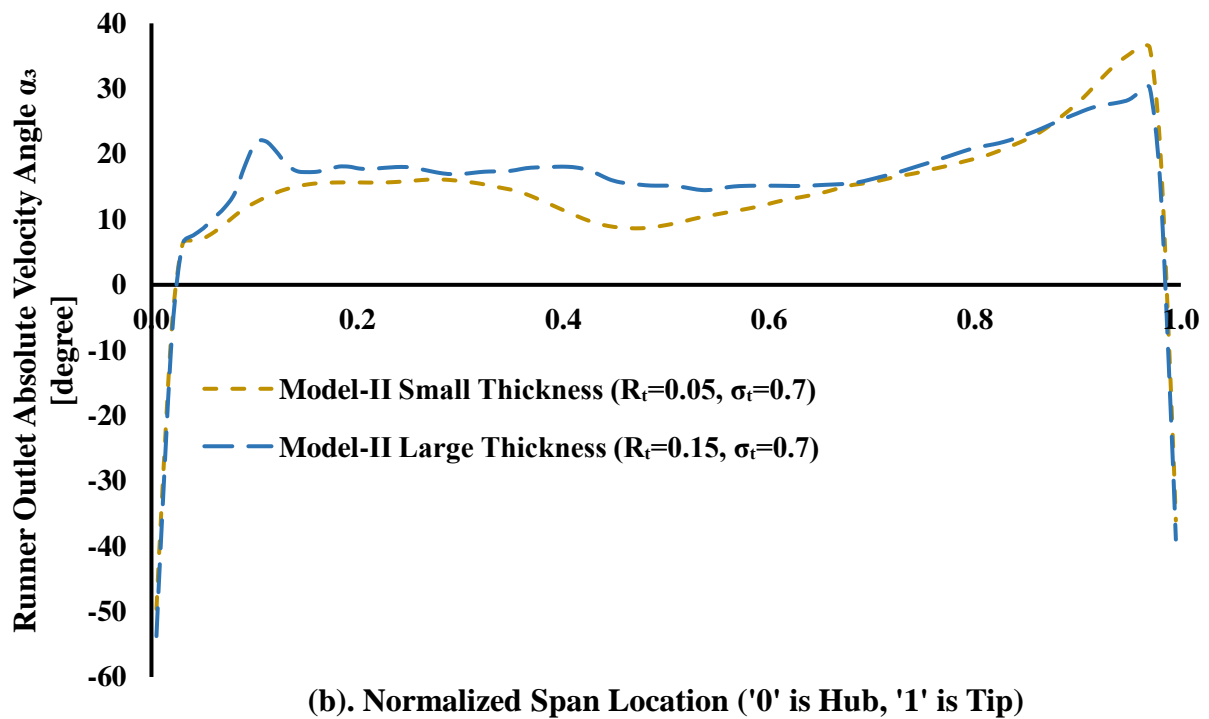 Runner Outlet Absolute Velocity Angle α₃
[degree]
40
30
20
10
0
-10
-20
-30
-40
-50
-60
0.0 0.2 0.4 0.6 0.8 1.0
Model-II Small Thickness (Rₜ=0.05, σₜ=0.7)
Model-II Large Thickness (Rₜ=0.15, σₜ=0.7)
(b). Normalized Span Location ('0' is Hub, '1' is Tip)